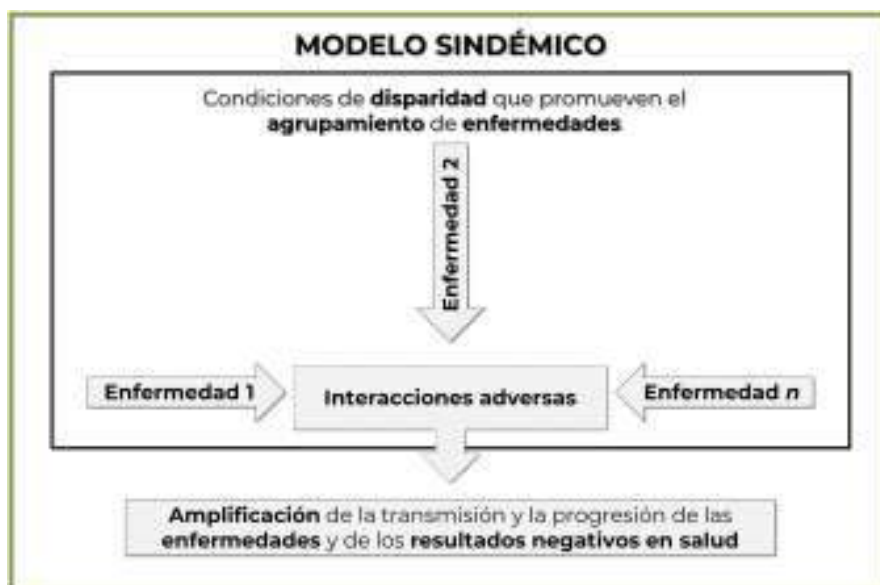 MODELO SINDÉMICO
Condiciones de disparidad que promueven el
agrupamiento de enfermedades
Enfermedad 2
Enfermedad 1
Interacciones adversas
Enfermedad n
Amplificación de la transmisión y la progresión de las
enfermedades y de los resultados negativos en salud